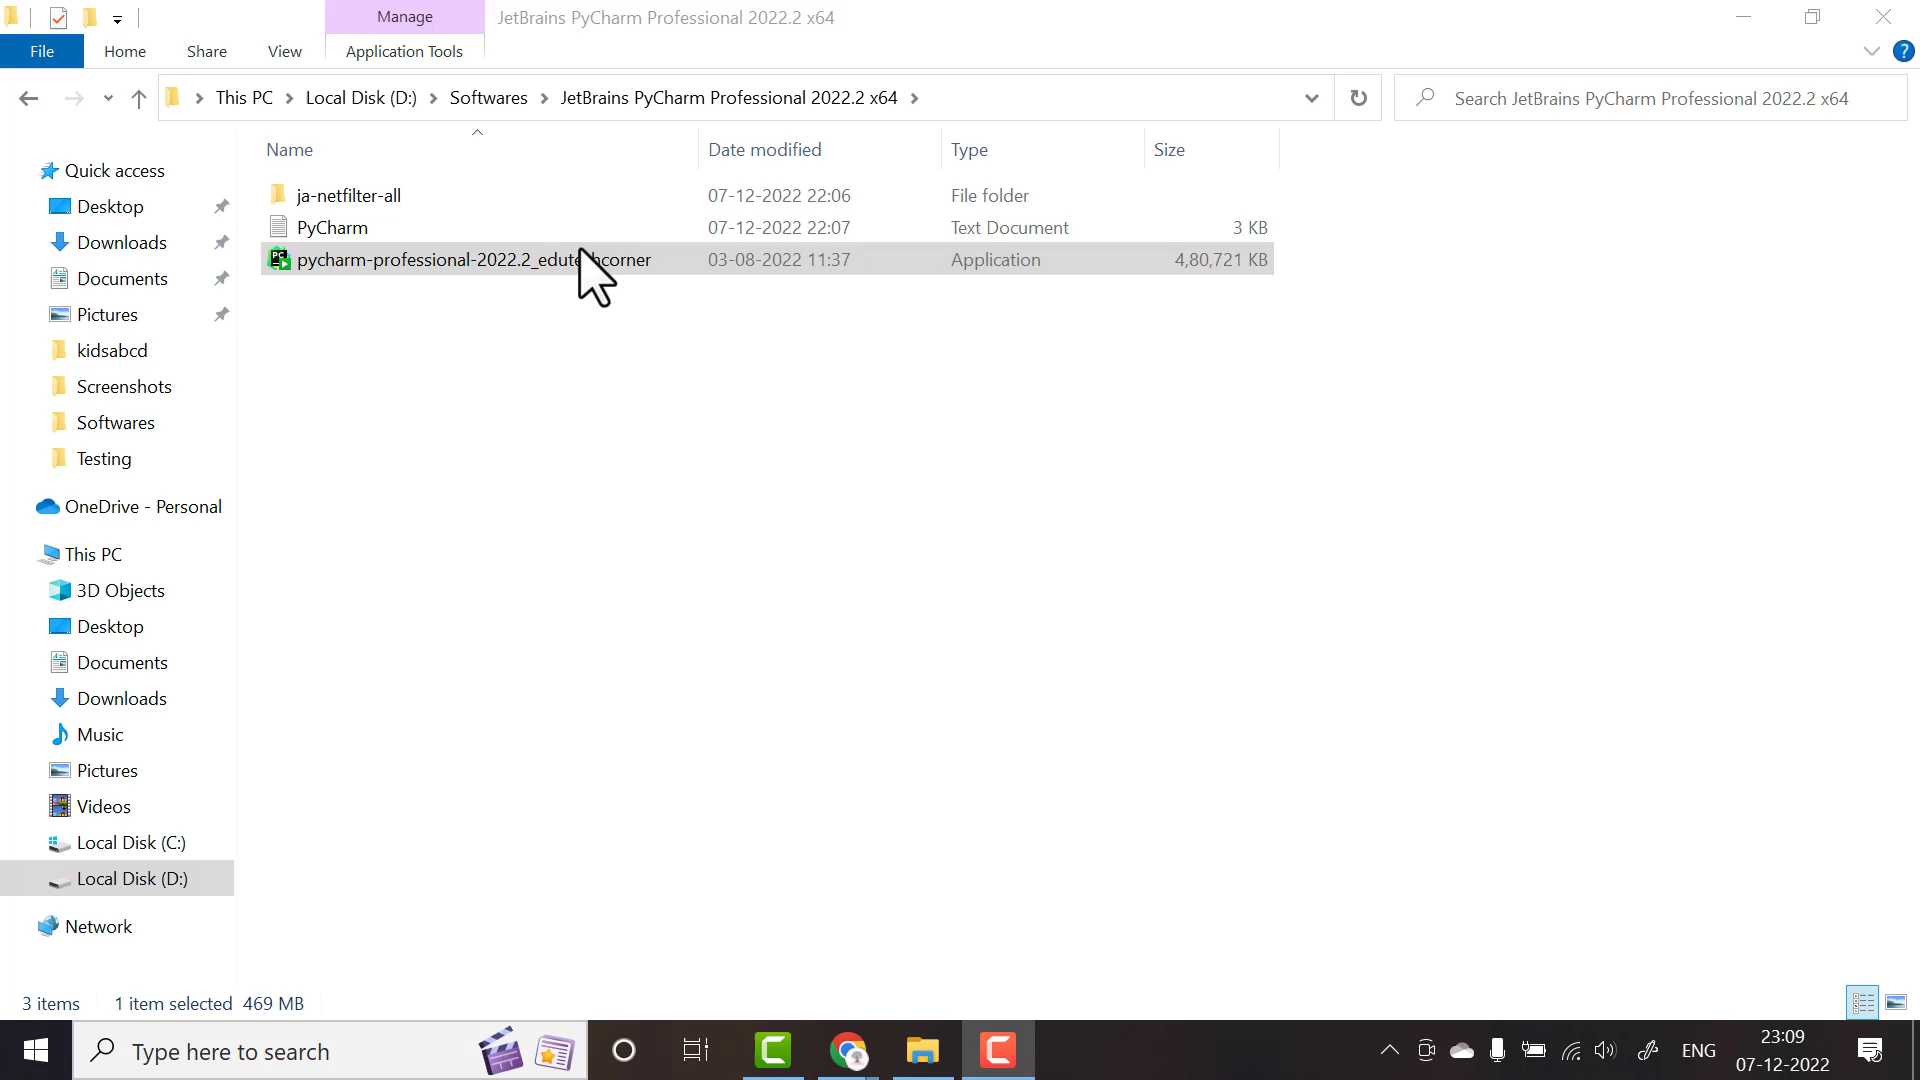 Manage
JetBrains PyCharm Professional 2022.2 x64
File
Home
Share
View
Application Tools
?
This PC
Local Disk (D:)
Softwares
JetBrains PyCharm Professional 2022.2 x64
Search JetBrains PyCharm Professional 2022.2 x64
Name
Date modified
Type
Size
ja-netfilter-all 07-12-2022 22:06 File folder
PyCharm 07-12-2022 22:07 Text Document 3 KB
pycharm-professional-2022.2_edutechcorner 03-08-2022 11:37 Application 4,80,721 KB
Quick access
Desktop
Downloads
Documents
Pictures
kidsabcd
Screenshots
Softwares
Testing
OneDrive - Personal
This PC
3D Objects
Desktop
Documents
Downloads
Music
Pictures
Videos
Local Disk (C:)
Local Disk (D:)
Network
3 items
1 item selected 469 MB
Type here to search
ENG
23:09
07-12-2022